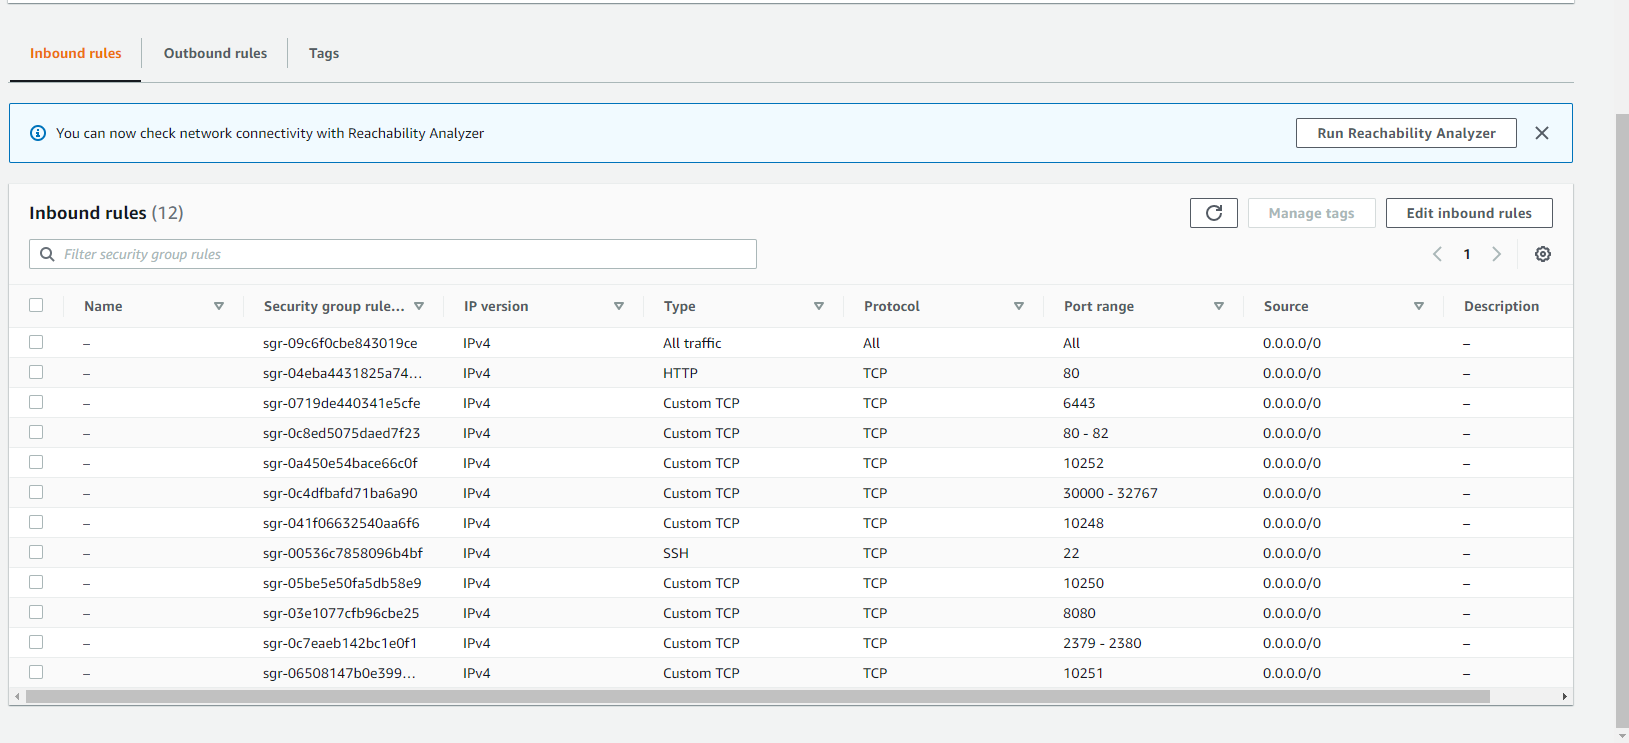 Inbound rules Outbound rules Tags
You can now check network connectivity with Reachability Analyzer Run Reachability Analyzer
Inbound rules (12) Manage tags Edit inbound rules
Filter security group rules 1
Name Security group rule... IP version Type Protocol Port range Source Description
– sgr-09c6f0cbe843019ce IPv4 All traffic All All 0.0.0.0/0 –
– sgr-04eba4431825a74... IPv4 HTTP TCP 80 0.0.0.0/0 –
– sgr-0719de440341e5cfe IPv4 Custom TCP TCP 6443 0.0.0.0/0 –
– sgr-0c8ed5075daed7f23 IPv4 Custom TCP TCP 80 - 82 0.0.0.0/0 –
– sgr-0a450e54bace66c0f IPv4 Custom TCP TCP 10252 0.0.0.0/0 –
– sgr-0c4dfbafd71ba6a90 IPv4 Custom TCP TCP 30000 - 32767 0.0.0.0/0 –
– sgr-041f06632540aa6f6 IPv4 Custom TCP TCP 10248 0.0.0.0/0 –
– sgr-00536c7858096b4bf IPv4 SSH TCP 22 0.0.0.0/0 –
– sgr-05be5e50fa5db58e9 IPv4 Custom TCP TCP 10250 0.0.0.0/0 –
– sgr-03e1077cfb96cbe25 IPv4 Custom TCP TCP 8080 0.0.0.0/0 –
– sgr-0c7eaeb142bc1e0f1 IPv4 Custom TCP TCP 2379 - 2380 0.0.0.0/0 –
– sgr-06508147b0e399... IPv4 Custom TCP TCP 10251 0.0.0.0/0 –